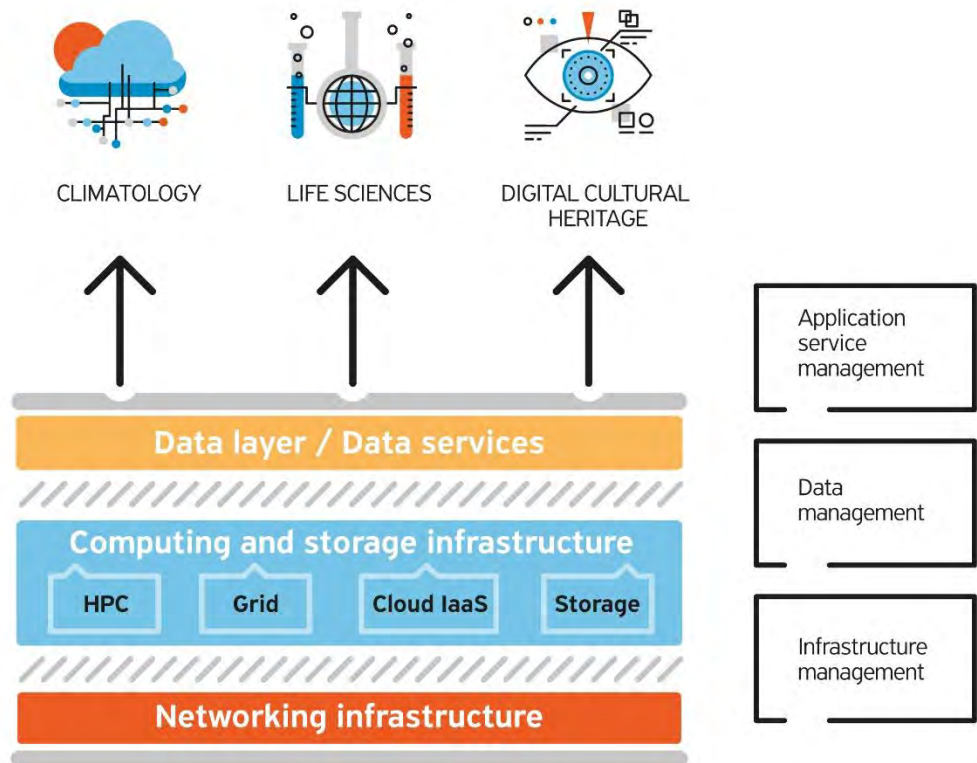 CLIMATOLOGY
LIFE SCIENCES
DIGITAL CULTURAL
HERITAGE
Application
service
management
Data layer / Data services
Data
management
Computing and storage infrastructure
HPC
Grid
Cloud IaaS
Storage
Infrastructure
management
Networking infrastructure